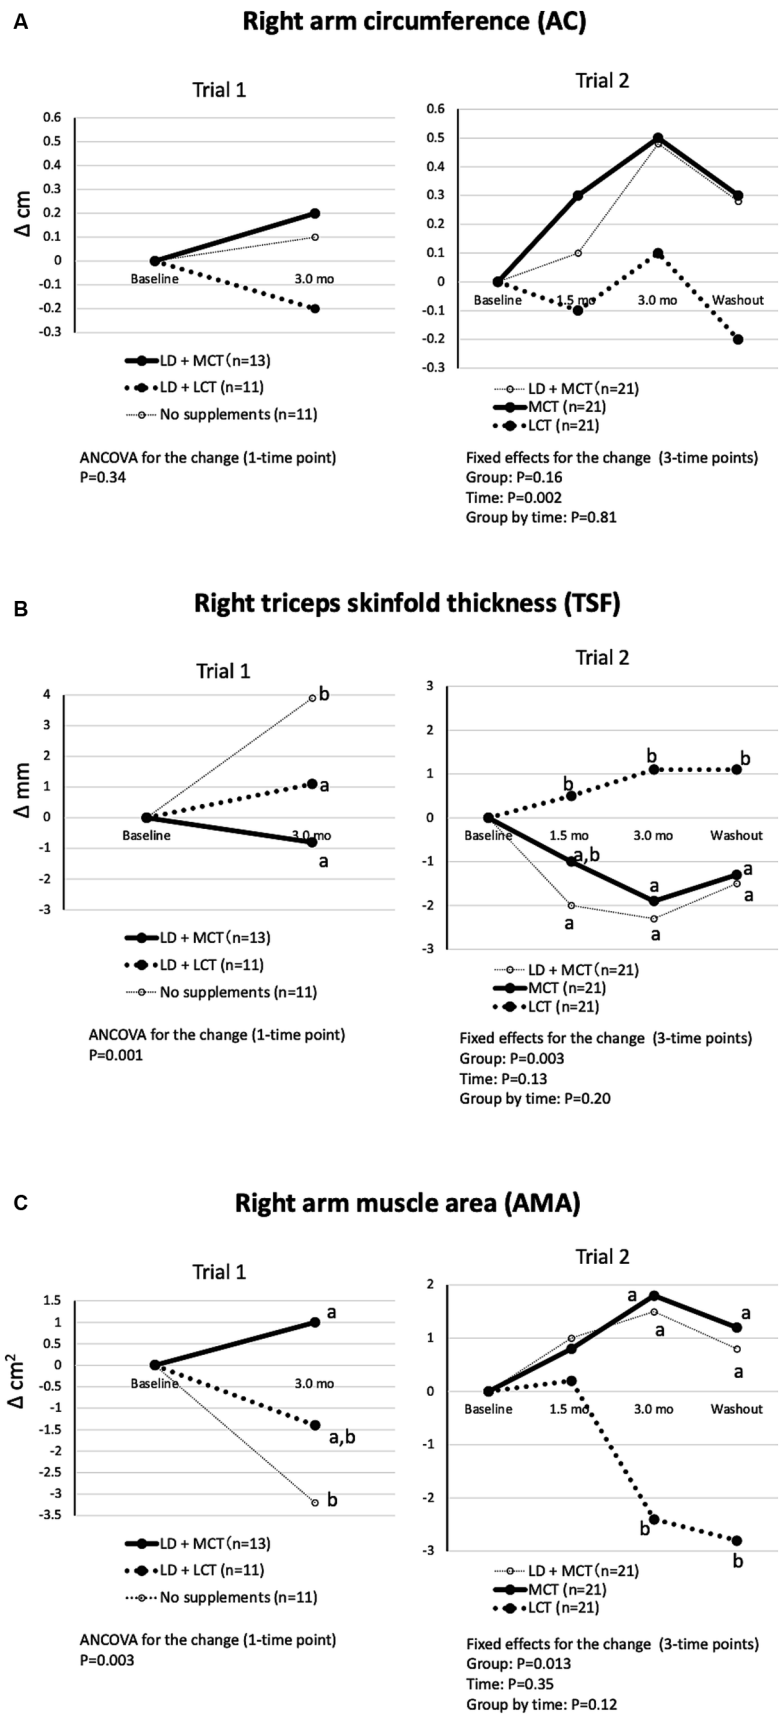 A
Right arm circumference (AC)
Trial 1
Δ cm
0.6
0.5
0.4
0.3
0.2
0.1
0
-0.1
-0.2
-0.3
Baseline
3.0 mo
LD + MCT (n=13)
LD + LCT (n=11)
No supplements (n=11)
ANCOVA for the change (1-time point)
P=0.34
Trial 2
0.6
0.5
0.4
0.3
0.2
0.1
0
-0.1
-0.2
-0.3
Baseline
1.5 mo
3.0 mo
Washout
LD + MCT (n=21)
MCT (n=21)
LCT (n=21)
Fixed effects for the change (3-time points)
Group: P=0.16
Time: P=0.002
Group by time: P=0.81
B
Right triceps skinfold thickness (TSF)
Trial 1
Δ mm
4
3
2
1
0
-1
-2
-3
b
a
Baseline
3.0 mo
a
LD + MCT (n=13)
LD + LCT (n=11)
No supplements (n=11)
ANCOVA for the change (1-time point)
P=0.001
Trial 2
3
2
1
0
-1
-2
-3
b
b
b
Baseline
1.5 mo
3.0 mo
Washout
a,b
a
a
a
a
a
LD + MCT (n=21)
MCT (n=21)
LCT (n=21)
Fixed effects for the change (3-time points)
Group: P=0.003
Time: P=0.13
Group by time: P=0.20
C
Right arm muscle area (AMA)
Trial 1
Δ cm²
1.5
1
0.5
0
-0.5
-1
-1.5
-2
-2.5
-3
-3.5
a
Baseline
3.0 mo
a,b
b
LD + MCT (n=13)
LD + LCT (n=11)
No supplements (n=11)
ANCOVA for the change (1-time point)
P=0.003
Trial 2
2
1
0
-1
-2
-3
a
a
a
a
Baseline
1.5 mo
3.0 mo
Washout
b
b
LD + MCT (n=21)
MCT (n=21)
LCT (n=21)
Fixed effects for the change (3-time points)
Group: P=0.013
Time: P=0.35
Group by time: P=0.12